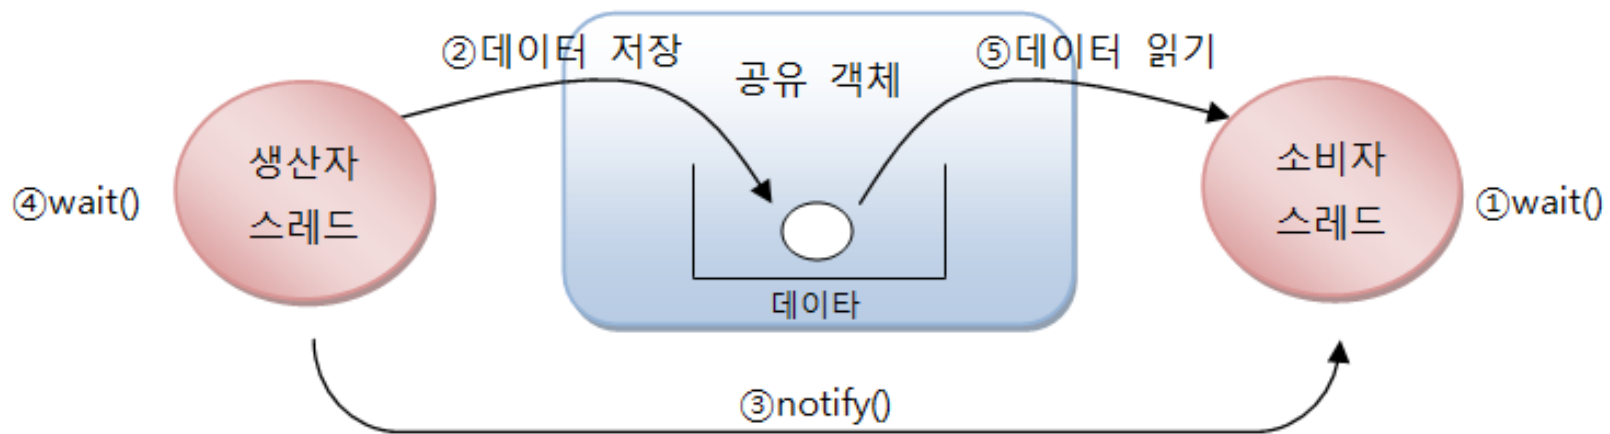 ②데이터 저장
⑤데이터 읽기
공유 객체
생산자
스레드
소비자
스레드
④wait()
①wait()
데이타
③notify()